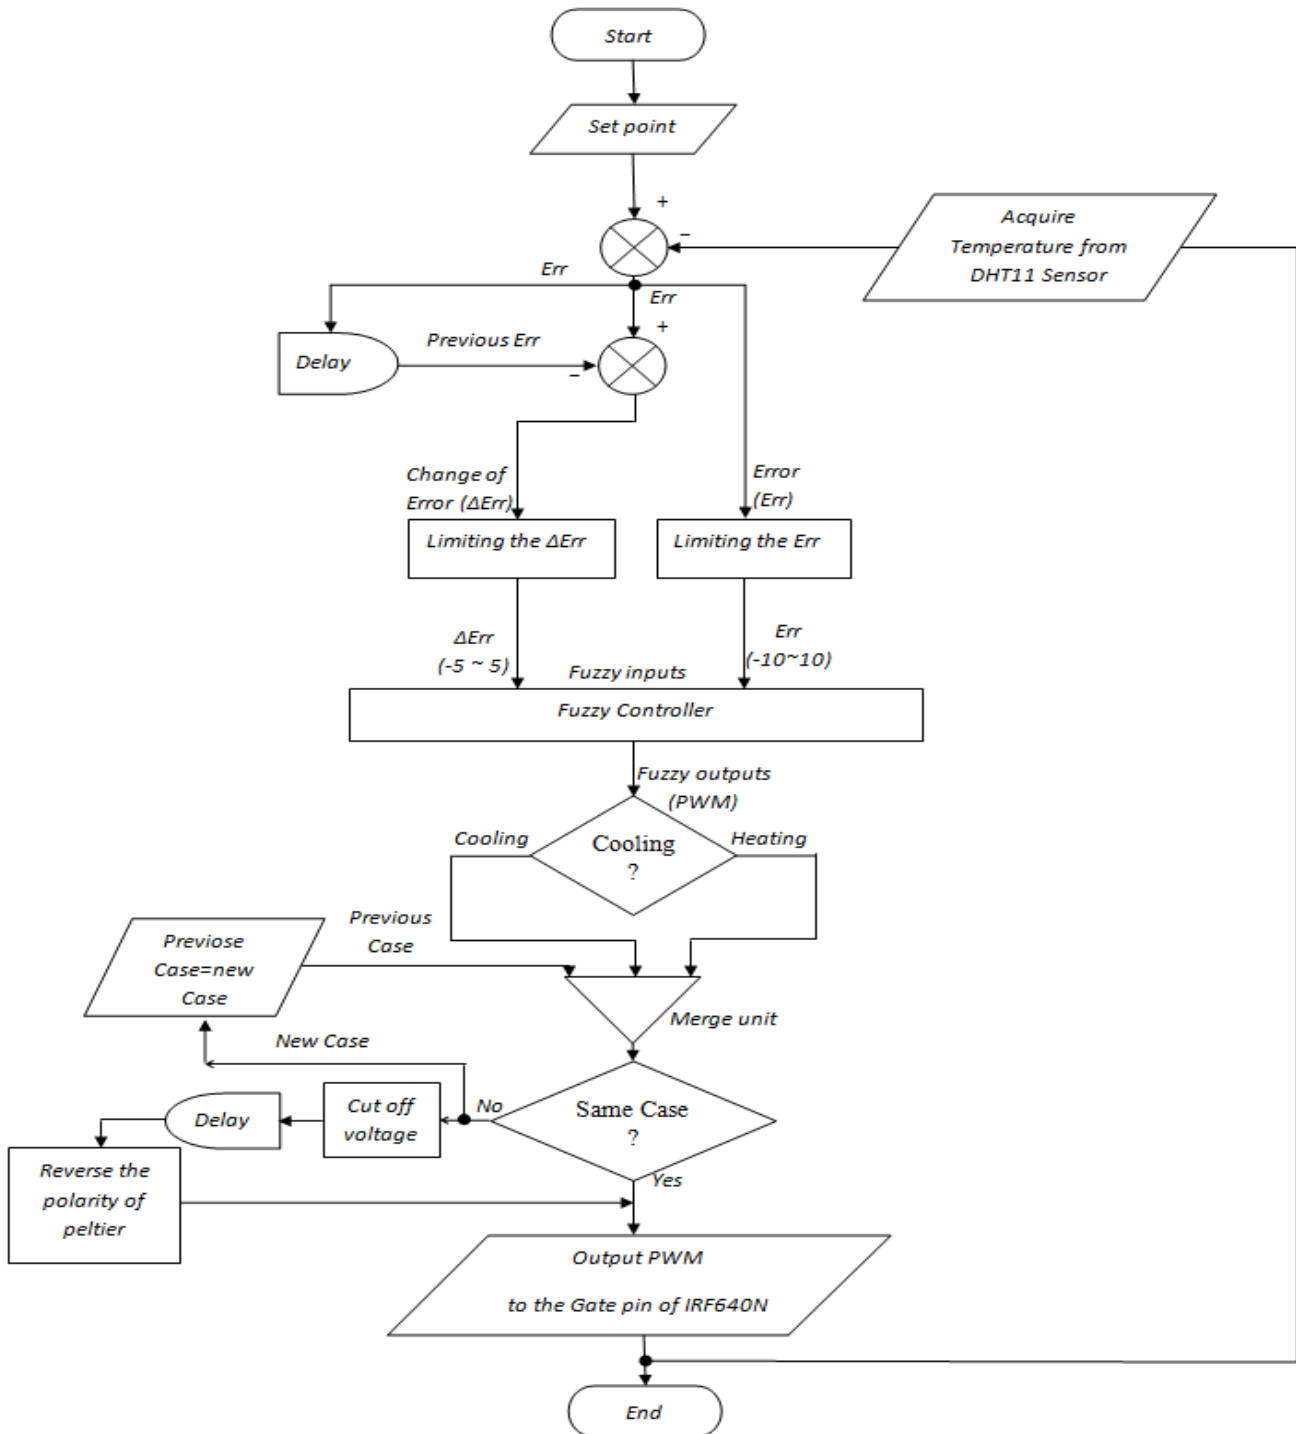 Start
Set point
+
−
Acquire
Temperature from
DHT11 Sensor
Err
Err
+
Delay
Previous Err
−
Change of
Error (ΔErr)
Error
(Err)
Limiting the ΔErr
Limiting the Err
ΔErr
(-5 ~ 5)
Err
(-10~10)
Fuzzy inputs
Fuzzy Controller
Fuzzy outputs
(PWM)
Cooling
Cooling
?
Heating
Previose
Case=new
Case
Previous
Case
Merge unit
New Case
Same Case
?
No
Cut off
voltage
Delay
Reverse the
polarity of
peltier
Yes
Output PWM
to the Gate pin of IRF640N
End